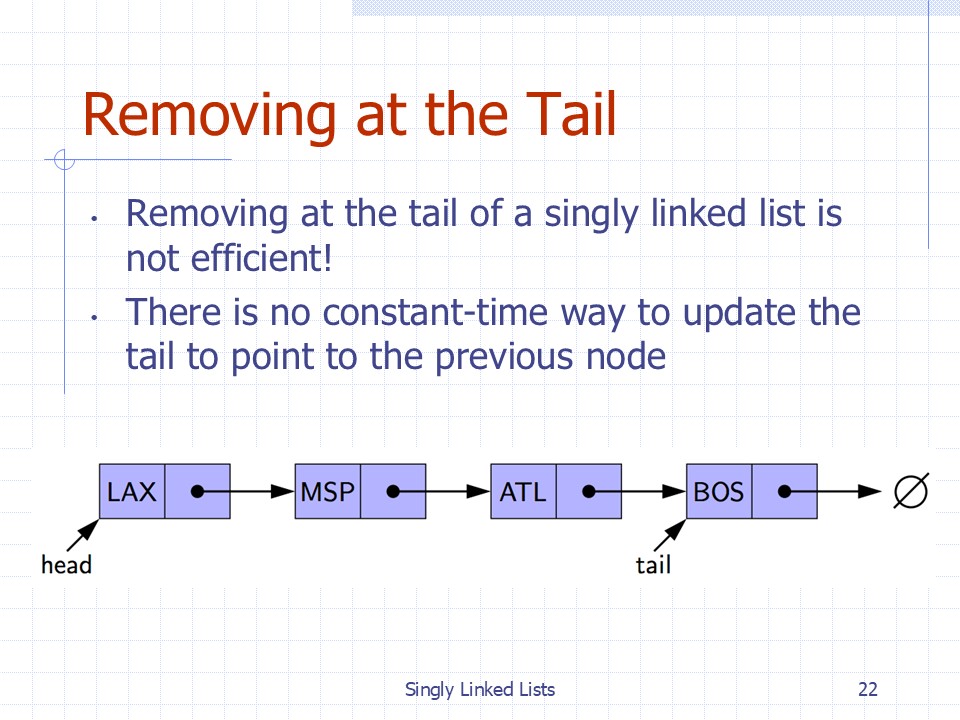 Removing at the Tail
• Removing at the tail of a singly linked list is
not efficient!
• There is no constant-time way to update the
tail to point to the previous node
LAX MSP ATL BOS ∅
head tail
Singly Linked Lists 22